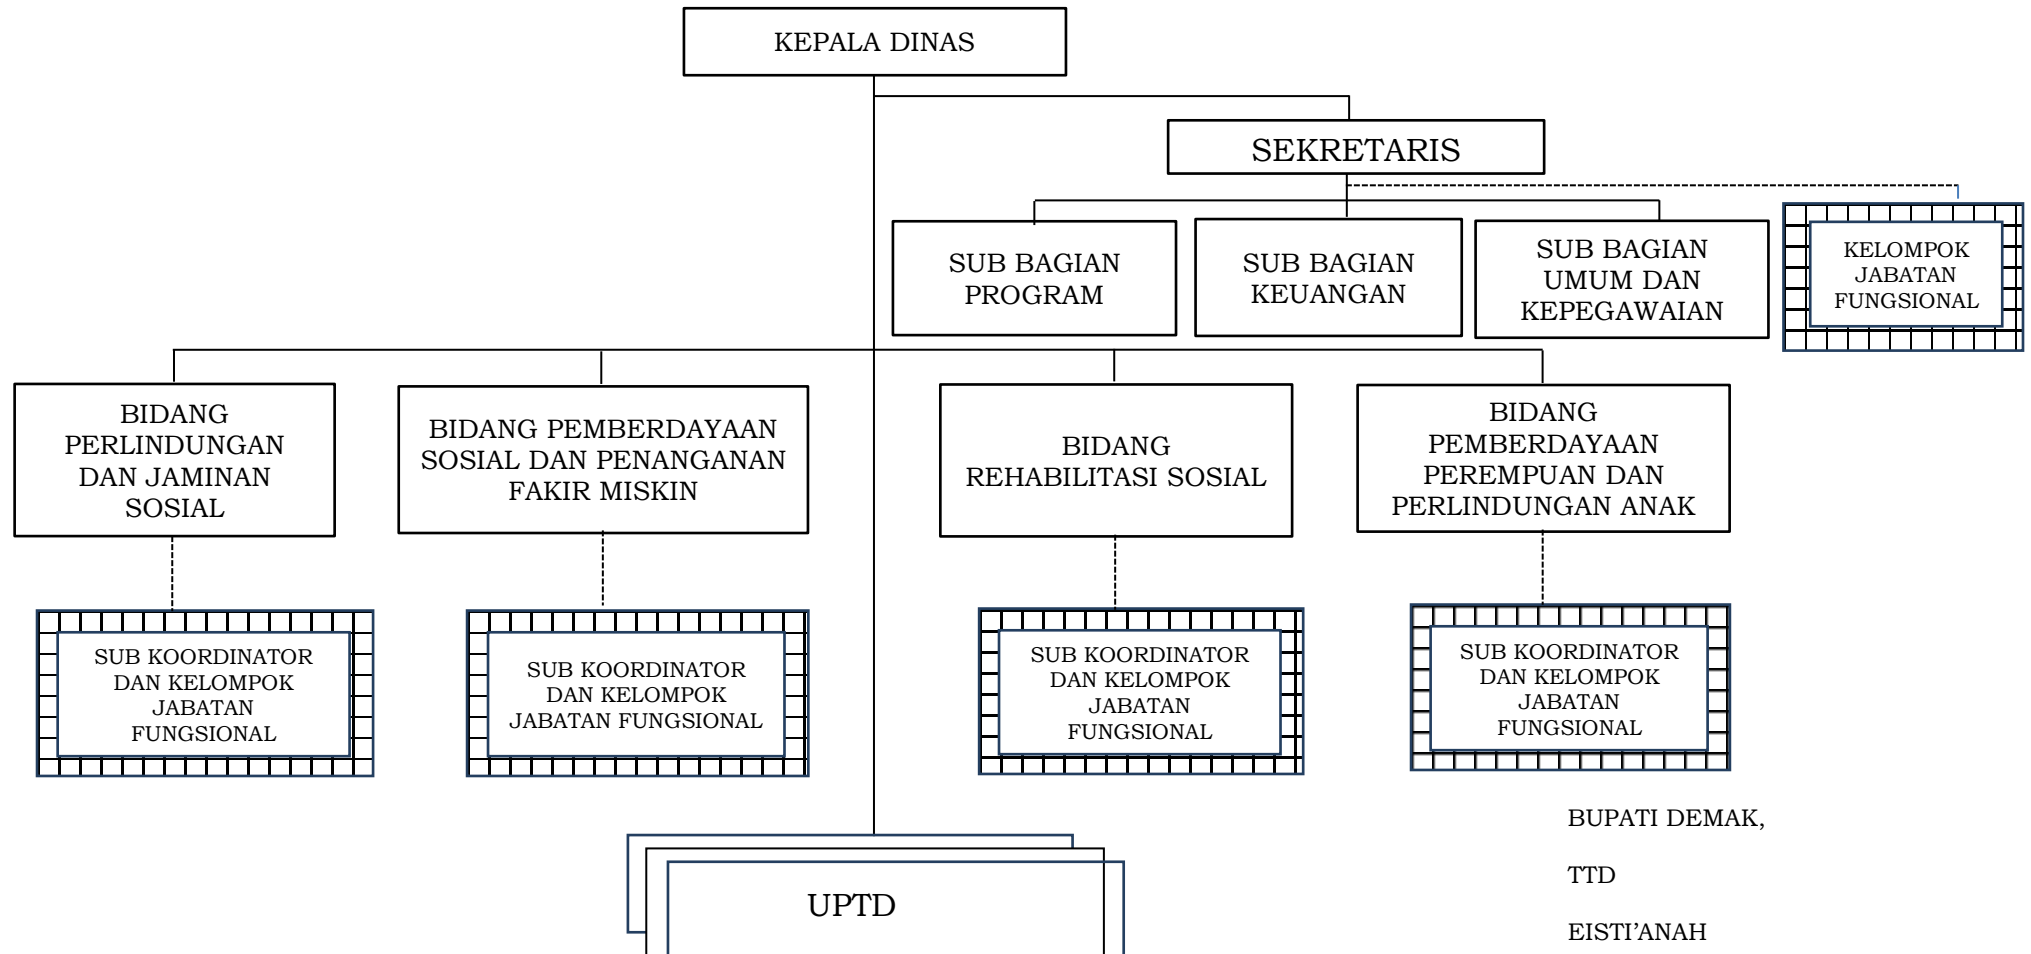 KEPALA DINAS
SEKRETARIS
SUB BAGIAN
PROGRAM
SUB BAGIAN
KEUANGAN
SUB BAGIAN
UMUM DAN
KEPEGAWAIAN
KELOMPOK
JABATAN
FUNGSIONAL
BIDANG
PERLINDUNGAN
DAN JAMINAN
SOSIAL
BIDANG PEMBERDAYAAN
SOSIAL DAN PENANGANAN
FAKIR MISKIN
BIDANG
REHABILITASI SOSIAL
BIDANG
PEMBERDAYAAN
PEREMPUAN DAN
PERLINDUNGAN ANAK
SUB KOORDINATOR
DAN KELOMPOK
JABATAN
FUNGSIONAL
SUB KOORDINATOR
DAN KELOMPOK
JABATAN FUNGSIONAL
SUB KOORDINATOR
DAN KELOMPOK
JABATAN
FUNGSIONAL
SUB KOORDINATOR
DAN KELOMPOK
JABATAN
FUNGSIONAL
UPTD
BUPATI DEMAK,
TTD
EISTI’ANAH